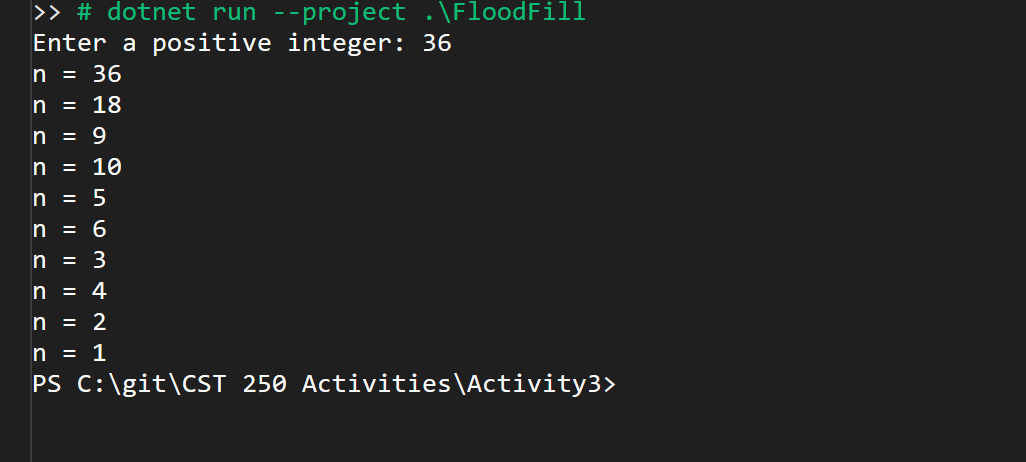 >> # dotnet run --project .\FloodFill
Enter a positive integer: 36
n = 36
n = 18
n = 9
n = 10
n = 5
n = 6
n = 3
n = 4
n = 2
n = 1
PS C:\git\CST 250 Activities\Activity3>